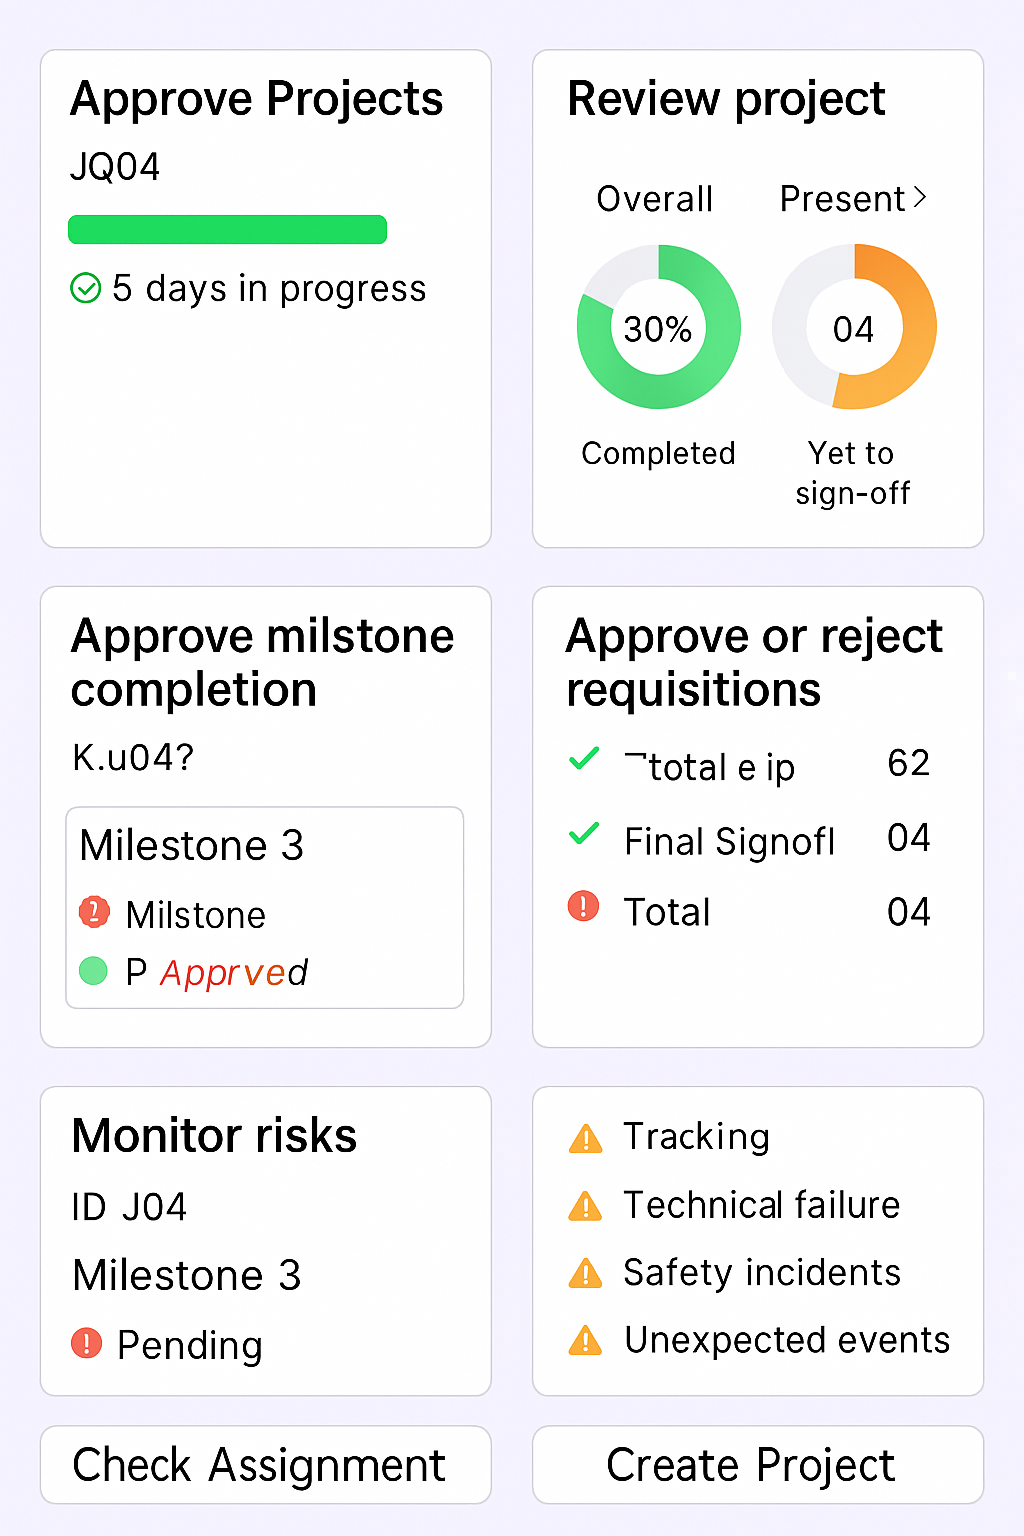 Approve Projects
JQ04
5 days in progress
Review project
Overall
Present >
30%
04
Completed
Yet to
sign-off
Approve milstone
completion
K.u04?
Milestone 3
Milstone
P Apprved
Approve or reject
requisitions
total e ip 62
Final Signofl 04
Total 04
Monitor risks
ID J04
Milestone 3
Pending
Tracking
Technical failure
Safety incidents
Unexpected events
Check Assignment
Create Project